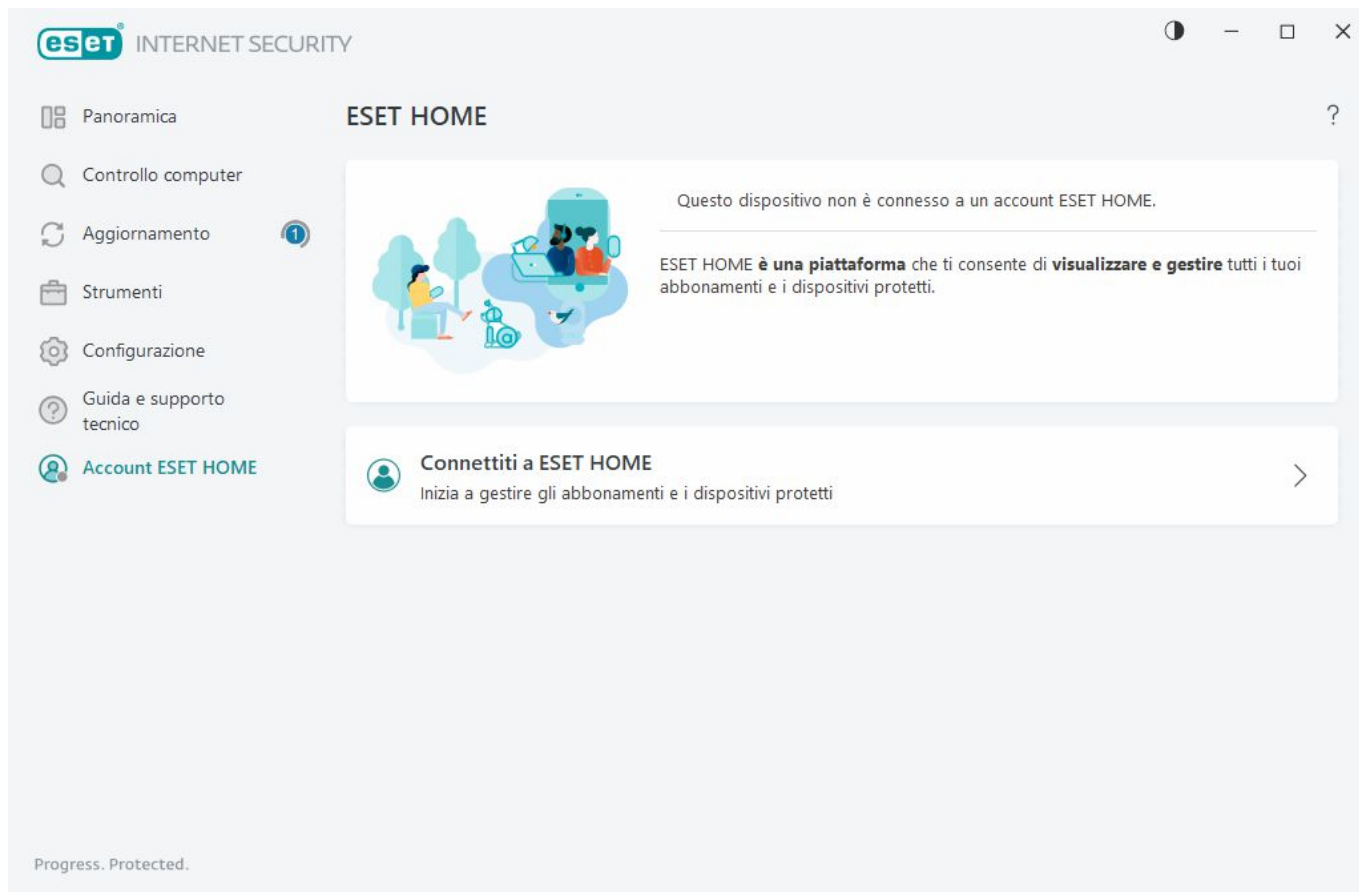 eset INTERNET SECURITY
Panoramica
Controllo computer
Aggiornamento 1
Strumenti
Configurazione
Guida e supporto
tecnico
Account ESET HOME
ESET HOME
?
Questo dispositivo non è connesso a un account ESET HOME.
ESET HOME è una piattaforma che ti consente di visualizzare e gestire tutti i tuoi
abbonamenti e i dispositivi protetti.
Connettiti a ESET HOME
Inizia a gestire gli abbonamenti e i dispositivi protetti
Progress. Protected.